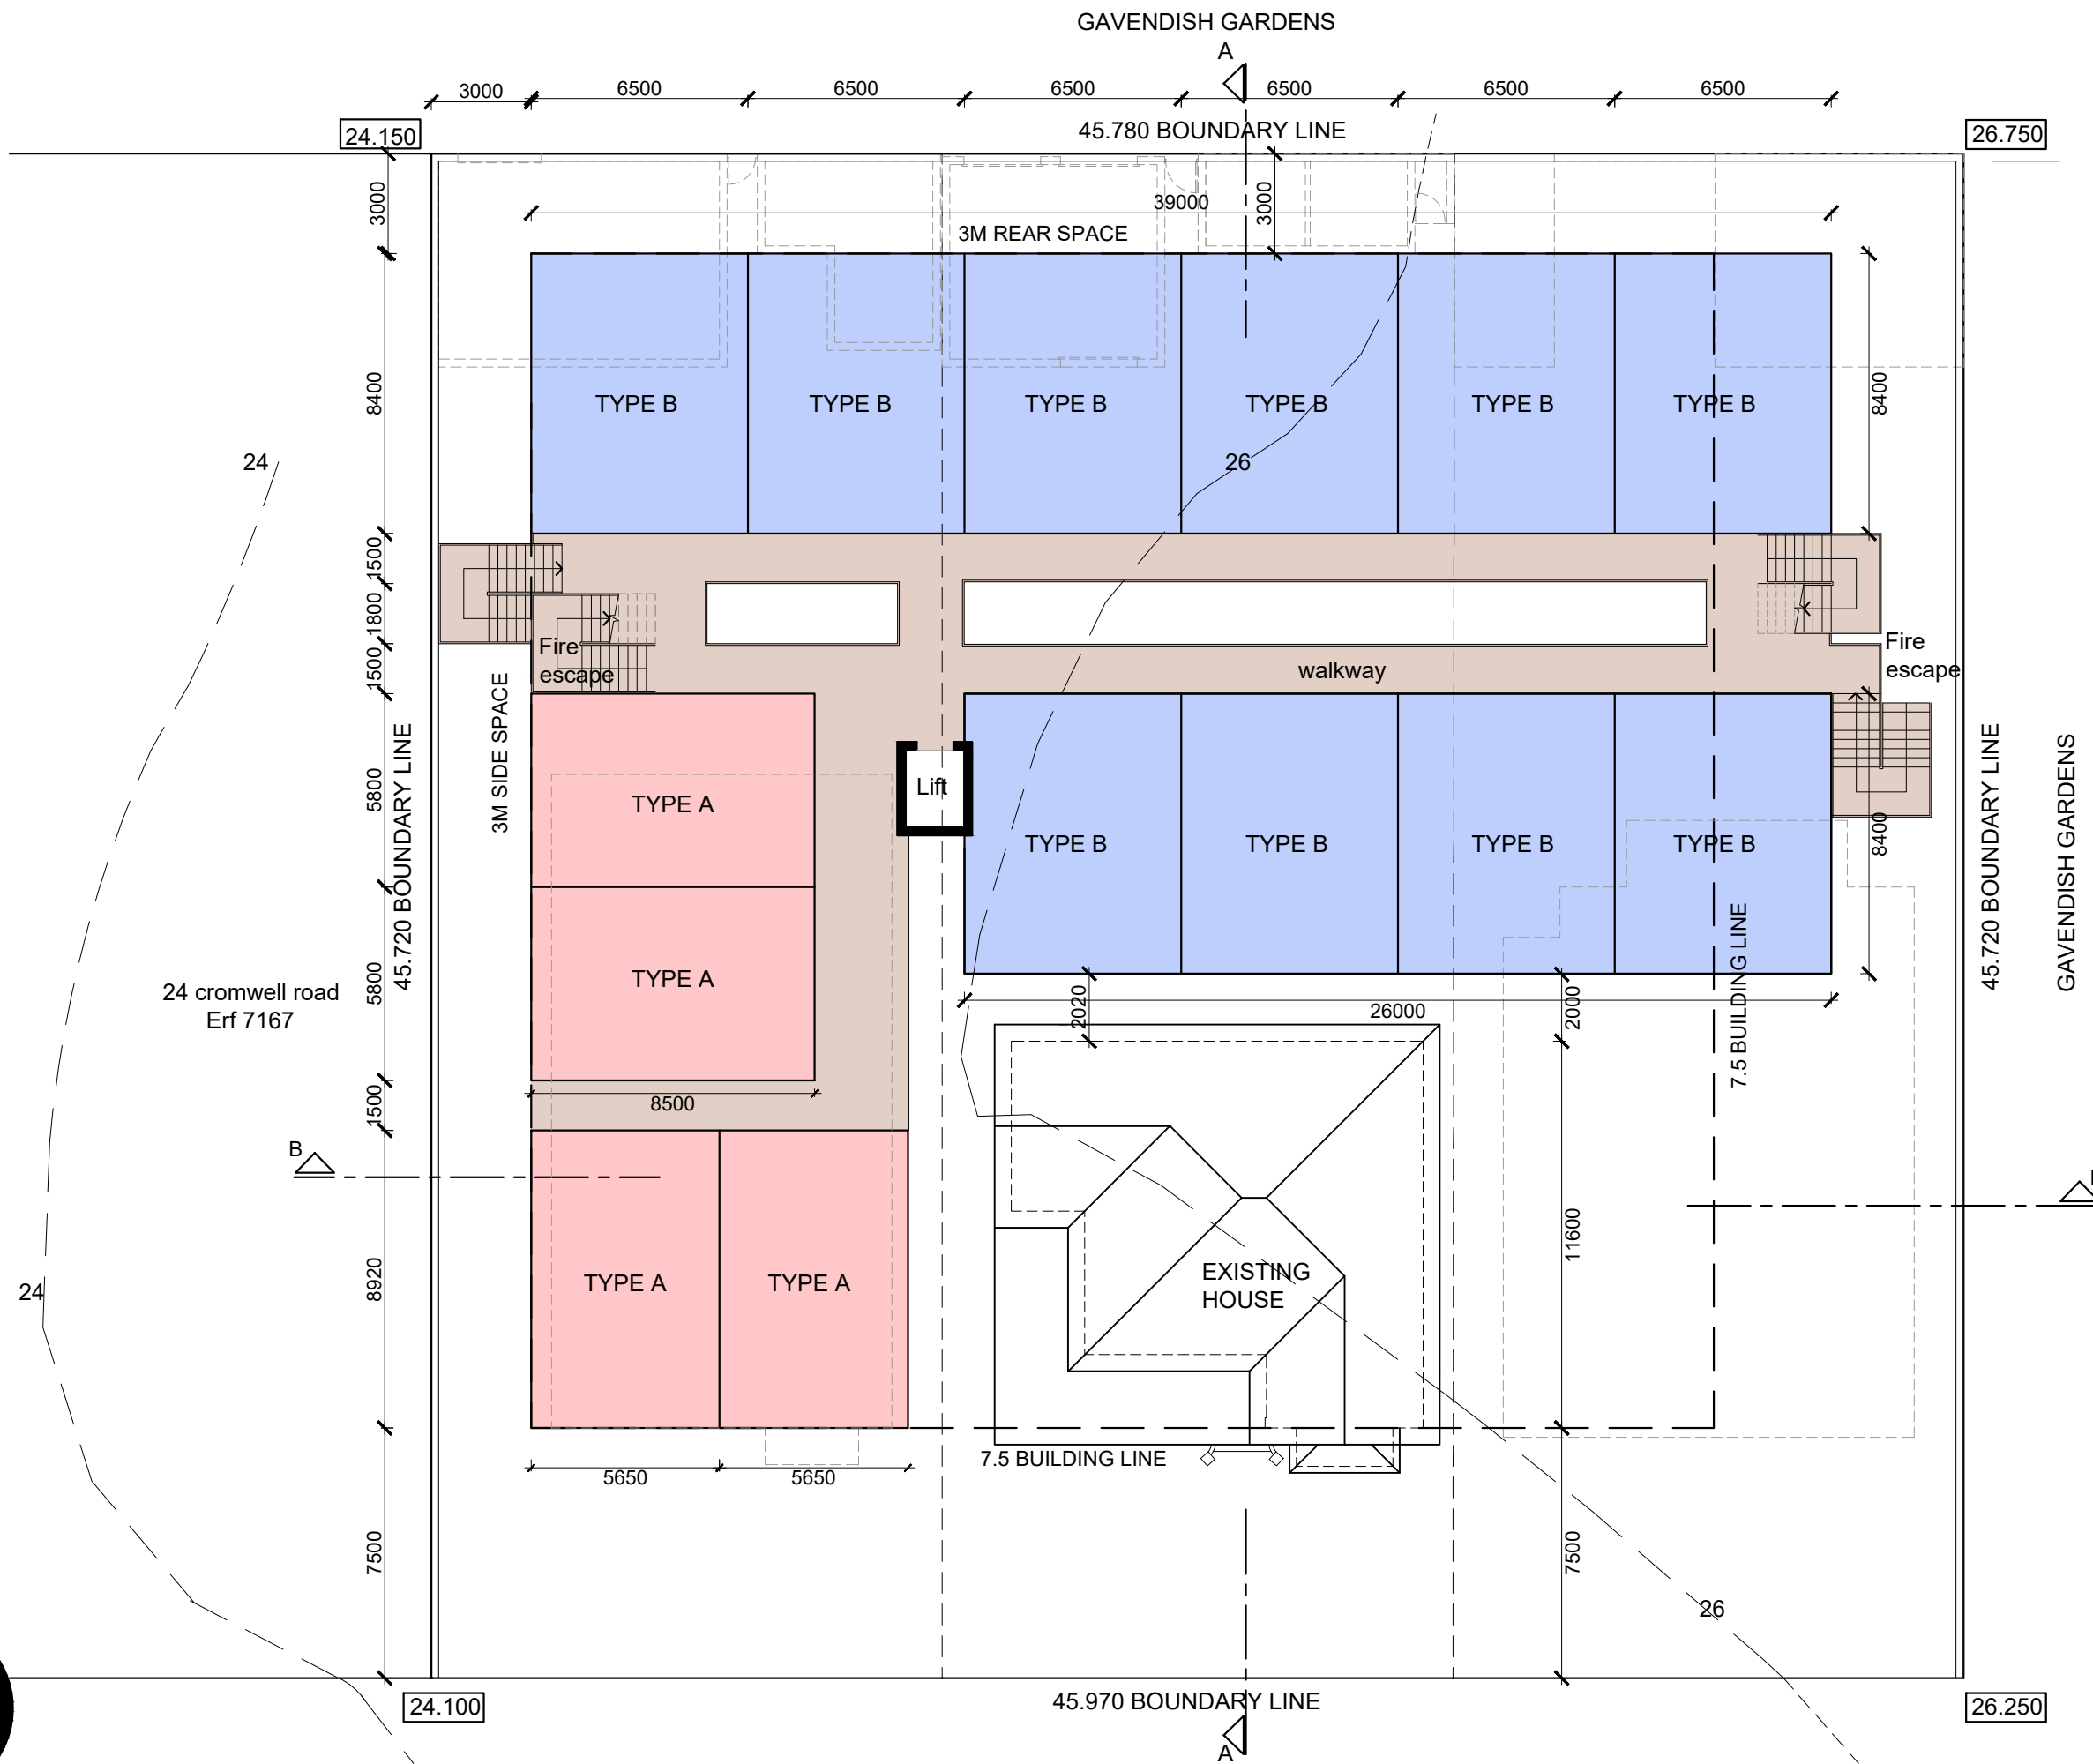 GAVENDISH GARDENS
A
3000
6500
6500
6500
6500
6500
6500
24.150
45.780 BOUNDARY LINE
26.750
3000
39000
3000
3M REAR SPACE
8400
TYPE B
TYPE B
TYPE B
TYPE B
TYPE B
TYPE B
8400
24
26
1500
1800
1500
Fire
escape
walkway
Fire
escape
3M SIDE SPACE
45.720 BOUNDARY LINE
5800
TYPE A
Lift
TYPE B
TYPE B
TYPE B
TYPE B
8400
45.720 BOUNDARY LINE
GAVENDISH GARDENS
5800
TYPE A
24 cromwell road
Erf 7167
2020
26000
2000
7.5 BUILDING LINE
1500
8500
B
8920
TYPE A
TYPE A
EXISTING
HOUSE
11600
24
7.5 BUILDING LINE
5650
5650
7500
7500
26
24.100
45.970 BOUNDARY LINE
26.250
A